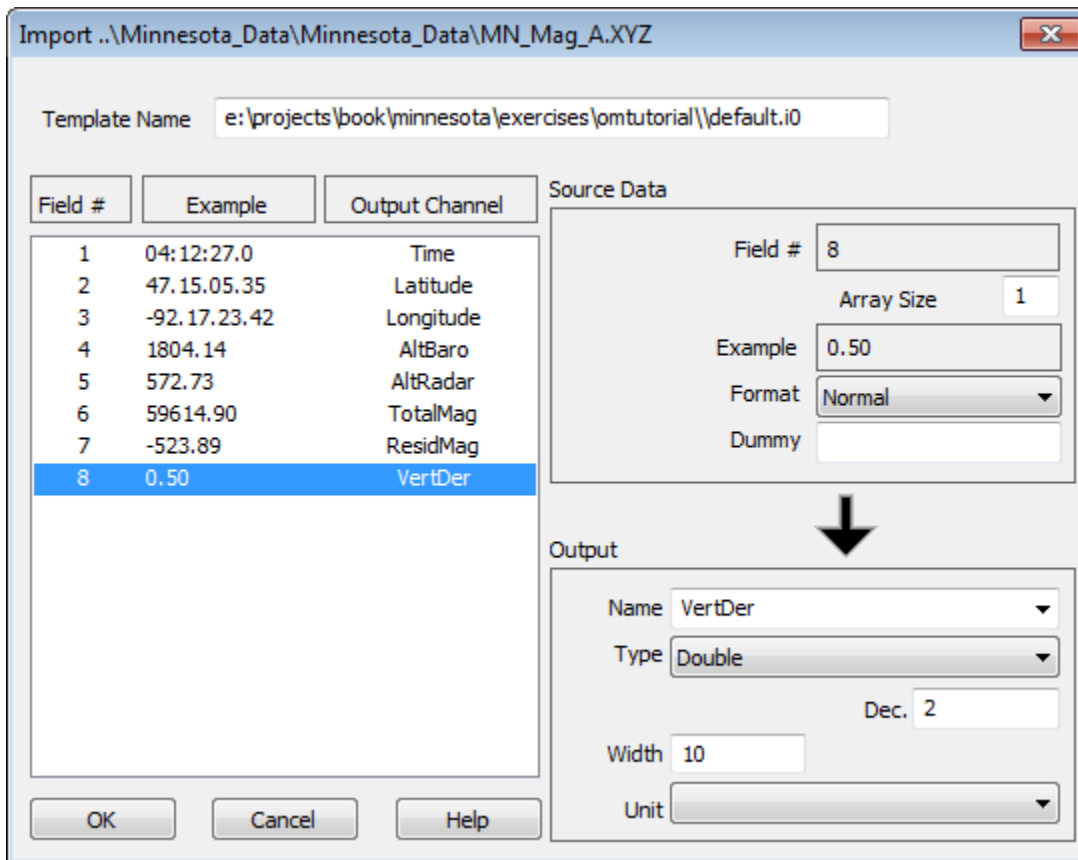 Import ..\Minnesota_Data\Minnesota_Data\MN_Mag_A.XYZ
Template Name e:\projects\book\minnesota\exercises\omtutorial\\default.i0
Field # Example Output Channel
1 04:12:27.0 Time
2 47.15.05.35 Latitude
3 -92.17.23.42 Longitude
4 1804.14 AltBaro
5 572.73 AltRadar
6 59614.90 TotalMag
7 -523.89 ResidMag
8 0.50 VertDer
Source Data
Field # 8
Array Size 1
Example 0.50
Format Normal
Dummy
Output
Name VertDer
Type Double
Dec. 2
Width 10
Unit
OK Cancel Help